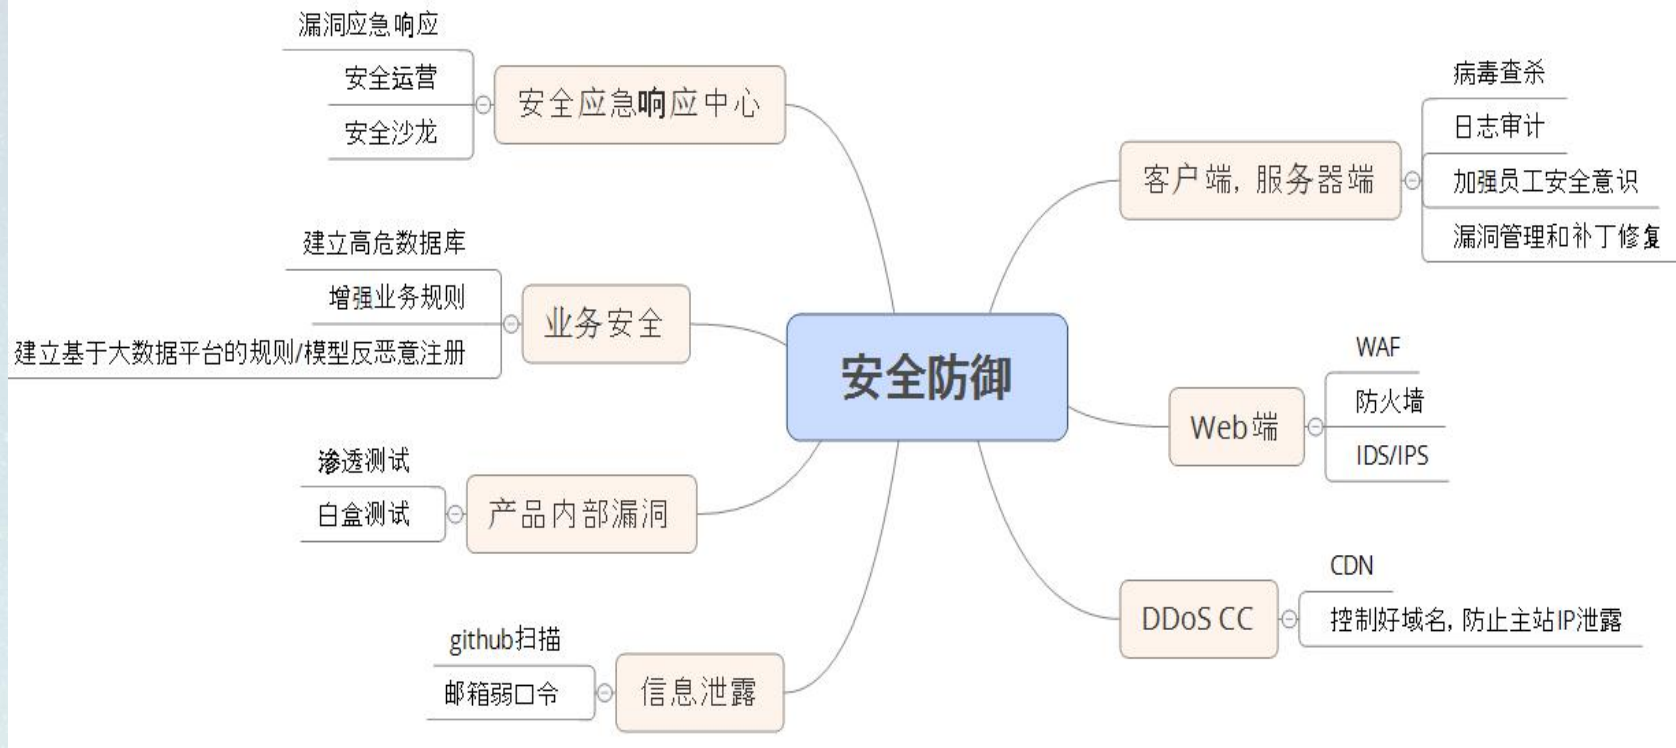 安全防御
安全应急响应中心
漏洞应急响应
安全运营
安全沙龙
业务安全
建立高危数据库
增强业务规则
建立基于大数据平台的规则/模型反恶意注册
产品内部漏洞
渗透测试
白盒测试
信息泄露
github扫描
邮箱弱口令
客户端, 服务器端
病毒查杀
日志审计
加强员工安全意识
漏洞管理和补丁修复
Web端
WAF
防火墙
IDS/IPS
DDoS CC
CDN
控制好域名, 防止主站IP泄露